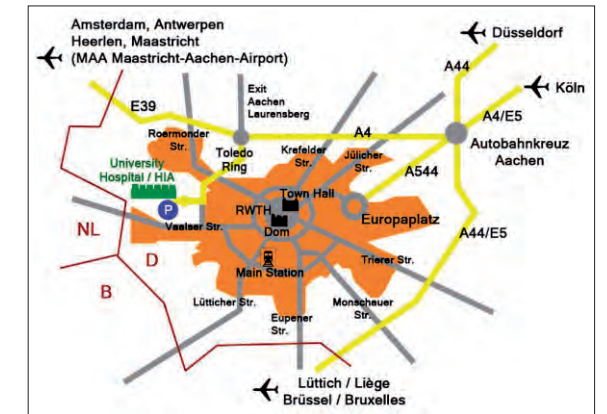 Amsterdam, Antwerpen
Heerlen, Maastricht
(MAA Maastricht-Aachen-Airport)
Düsseldorf
A44
Köln
Exit
Aachen
Laurensberg
E39
A4/E5
A4
Roermonder
Str.
Toledo
Ring
Krefelder
Str.
Jülicher
Str.
Autobahnkreuz
Aachen
University
Hospital / HIA
A544
Town Hall
P
RWTH
Europaplatz
Vaalser Str.
Dom
NL
D
A44/E5
Trierer Str.
Main Station
B
Lütticher Str.
Monschauer
Str.
Eupener
Str.
Lüttich / Liège
Brüssel / Bruxelles